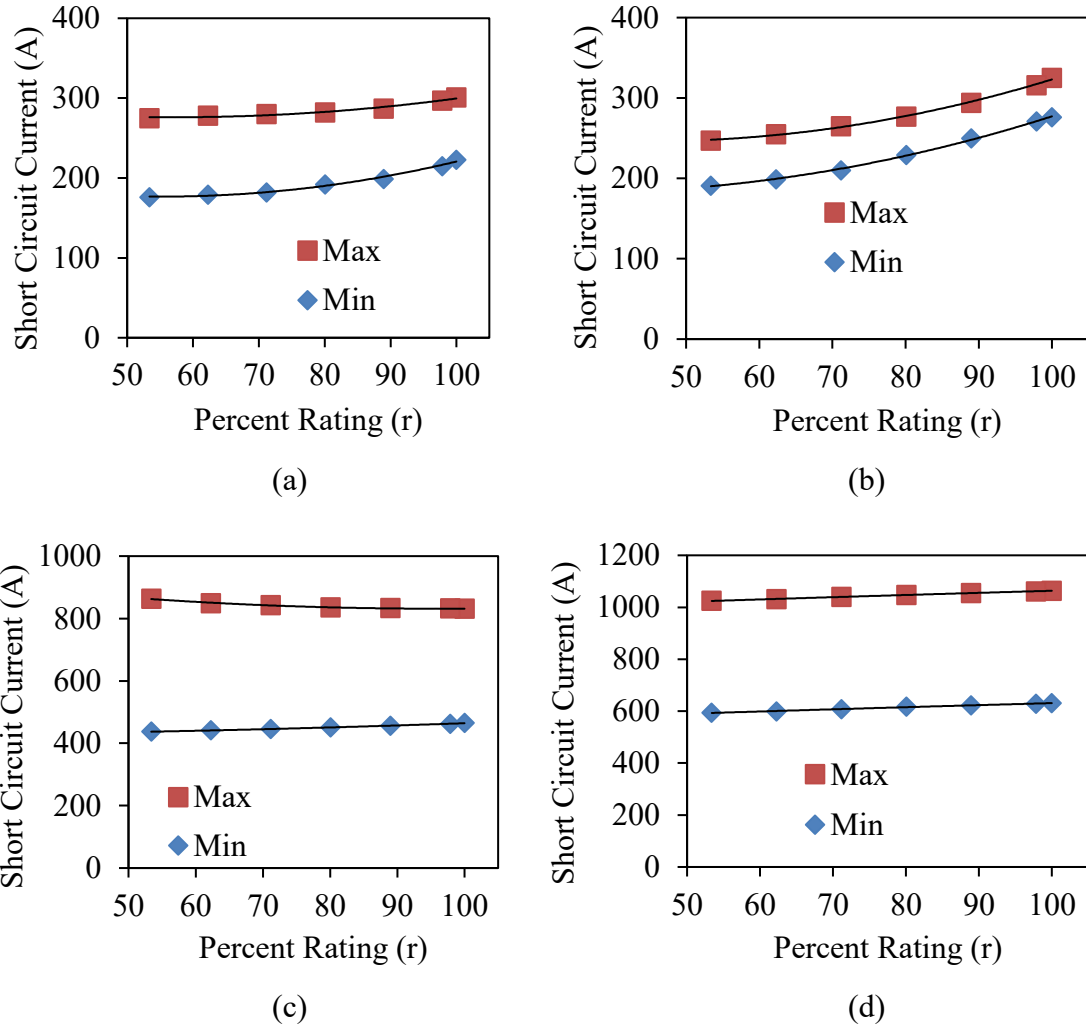 Short Circuit Current (A)
400
300
200
100
0
Max
Min
50 60 70 80 90 100
Percent Rating (r)
(a)
Short Circuit Current (A)
400
300
200
100
0
Max
Min
50 60 70 80 90 100
Percent Rating (r)
(b)
Short Circuit Current (A)
1000
800
600
400
200
0
Max
Min
50 60 70 80 90 100
Percent Rating (r)
(c)
Short Circuit Current (A)
1200
1000
800
600
400
200
0
Max
Min
50 60 70 80 90 100
Percent Rating (r)
(d)